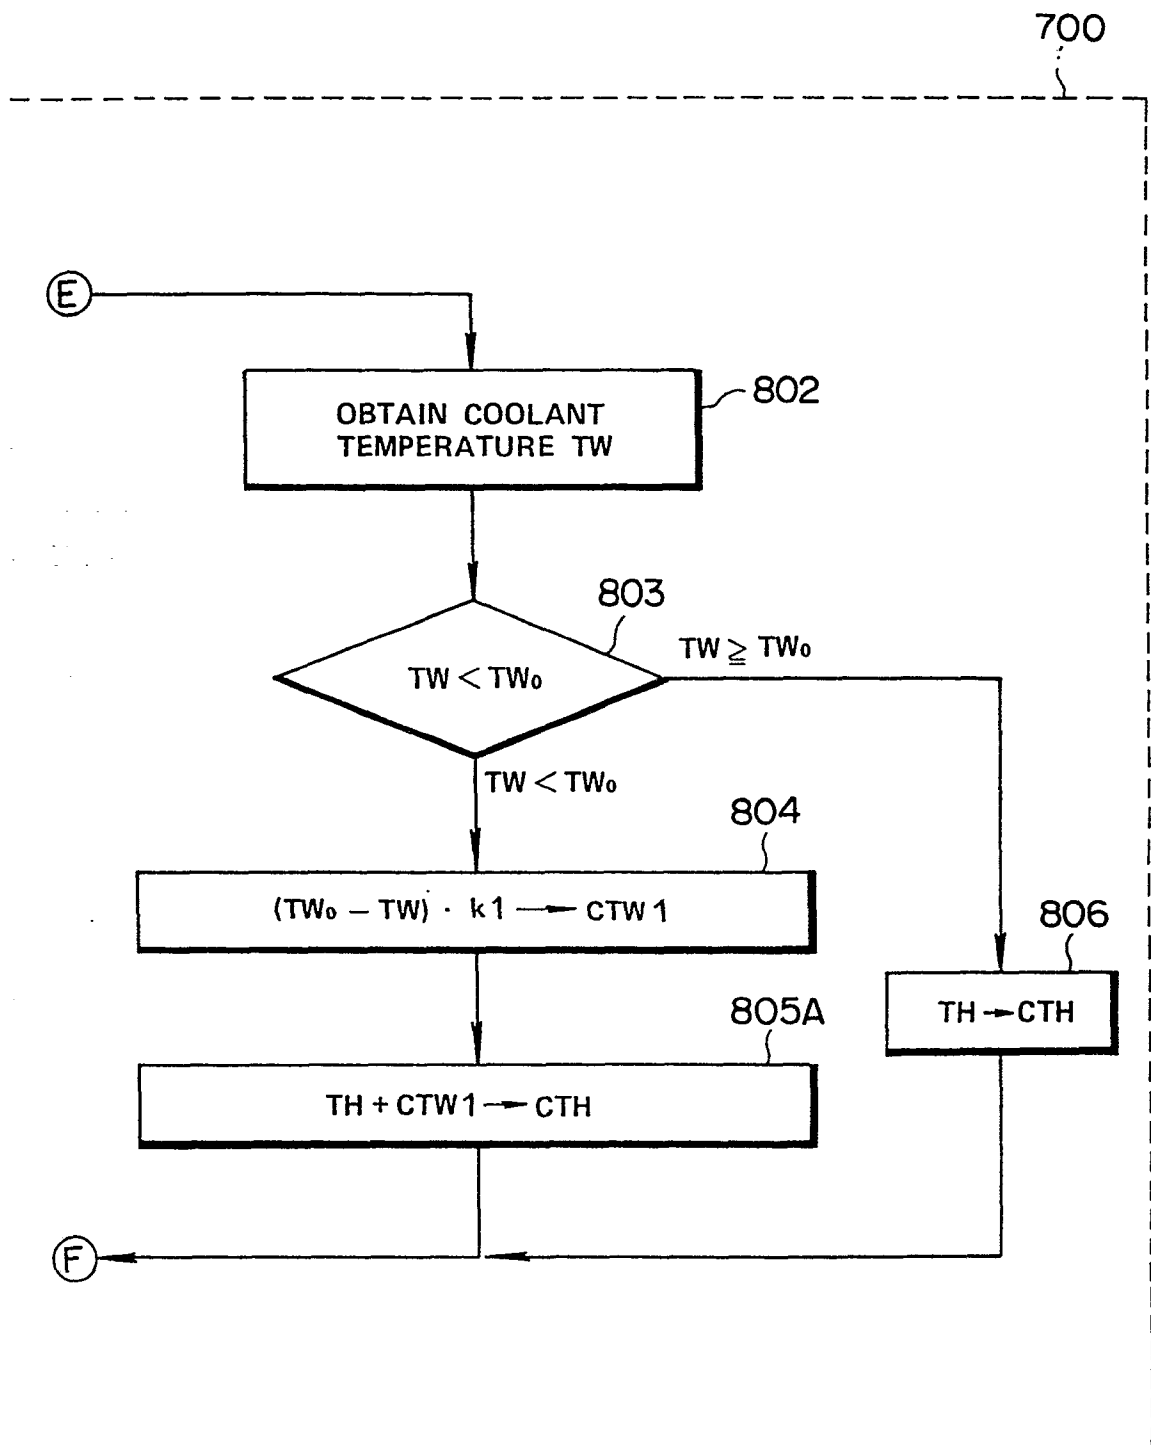 700
E
OBTAIN COOLANT
TEMPERATURE TW
802
803
TW < TW₀
TW ≧ TW₀
TW < TW₀
804
(TW₀ − TW) · k1 → CTW1
806
TH → CTH
805A
TH + CTW1 → CTH
F